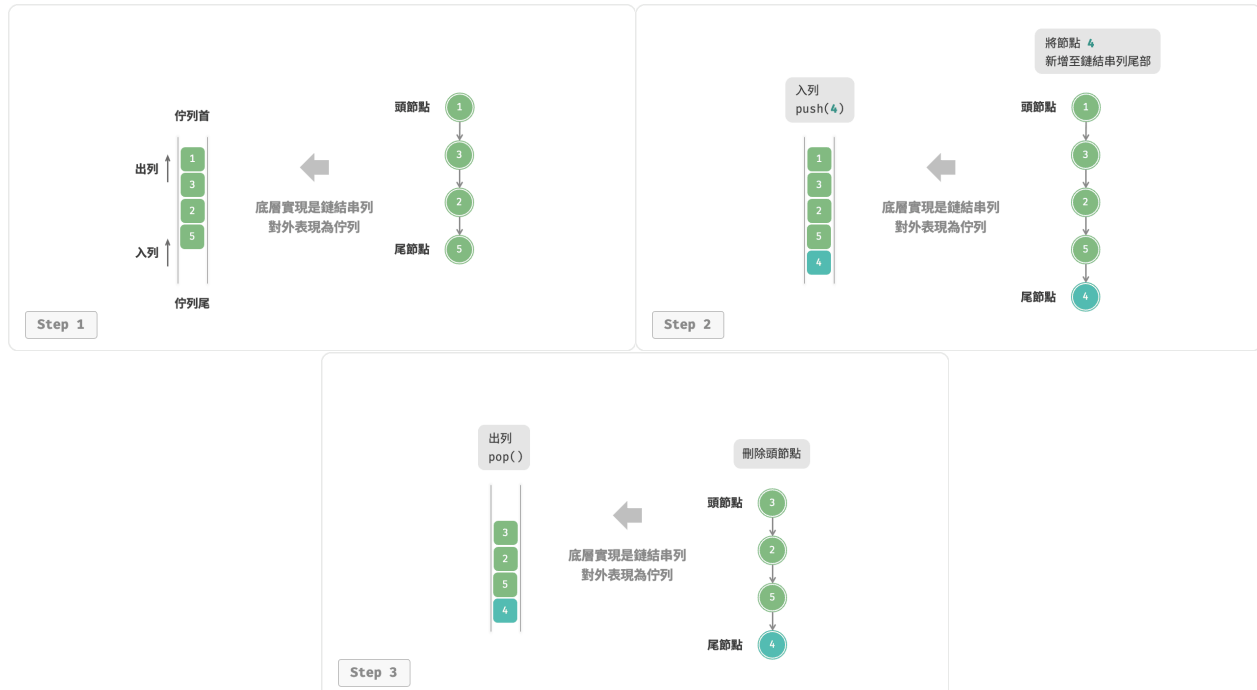 佇列首
出列
1
3
2
5
入列
佇列尾
底層實現是鏈結串列
對外表現為佇列
頭節點
1
3
2
尾節點
5
Step 1
入列
push(4)
1
3
2
5
4
底層實現是鏈結串列
對外表現為佇列
將節點 4
新增至鏈結串列尾部
頭節點
1
3
2
5
尾節點
4
Step 2
出列
pop()
3
2
5
4
底層實現是鏈結串列
對外表現為佇列
刪除頭節點
頭節點
3
2
5
尾節點
4
Step 3